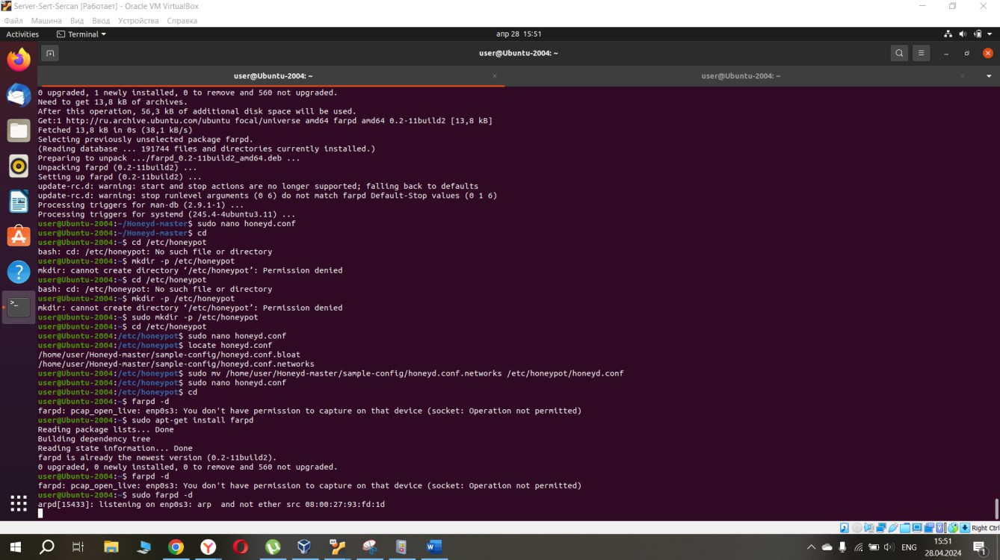 Server-Sert-Sercan [Работает] - Oracle VM VirtualBox
Файл Машина Вид Ввод Устройства Справка
Activities Terminal апр 28 15:51
user@Ubuntu-2004: ~
user@Ubuntu-2004: ~ user@Ubuntu-2004: ~
0 upgraded, 1 newly installed, 0 to remove and 560 not upgraded.
Need to get 13,8 kB of archives.
After this operation, 56,3 kB of additional disk space will be used.
Get:1 http://ru.archive.ubuntu.com/ubuntu focal/universe amd64 farpd amd64 0.2-11build2 [13,8 kB]
Fetched 13,8 kB in 0s (38,1 kB/s)
Selecting previously unselected package farpd.
(Reading database ... 191744 files and directories currently installed.)
Preparing to unpack .../farpd_0.2-11build2_amd64.deb ...
Unpacking farpd (0.2-11build2) ...
Setting up farpd (0.2-11build2) ...
update-rc.d: warning: start and stop actions are no longer supported; falling back to defaults
update-rc.d: warning: stop runlevel arguments (0 6) do not match farpd Default-Stop values (0 1 6)
Processing triggers for man-db (2.9.1-1) ...
Processing triggers for systemd (245.4-4ubuntu3.11) ...
user@Ubuntu-2004:~/Honeyd-master$ sudo nano honeyd.conf
user@Ubuntu-2004:~/Honeyd-master$ cd
user@Ubuntu-2004:~$ cd /etc/honeypot
bash: cd: /etc/honeypot: No such file or directory
user@Ubuntu-2004:~$ mkdir -p /etc/honeypot
mkdir: cannot create directory ‘/etc/honeypot’: Permission denied
user@Ubuntu-2004:~$ cd /etc/honeypot
bash: cd: /etc/honeypot: No such file or directory
user@Ubuntu-2004:~$ mkdir -p /etc/honeypot
mkdir: cannot create directory ‘/etc/honeypot’: Permission denied
user@Ubuntu-2004:~$ sudo mkdir -p /etc/honeypot
user@Ubuntu-2004:~$ cd /etc/honeypot
user@Ubuntu-2004:/etc/honeypot$ sudo nano honeyd.conf
user@Ubuntu-2004:/etc/honeypot$ locate honeyd.conf
/home/user/Honeyd-master/sample-config/honeyd.conf.bloat
/home/user/Honeyd-master/sample-config/honeyd.conf.networks
user@Ubuntu-2004:/etc/honeypot$ sudo mv /home/user/Honeyd-master/sample-config/honeyd.conf.networks /etc/honeypot/honeyd.conf
user@Ubuntu-2004:/etc/honeypot$ sudo nano honeyd.conf
user@Ubuntu-2004:/etc/honeypot$ cd
user@Ubuntu-2004:~$ farpd -d
farpd: pcap_open_live: enp0s3: You don't have permission to capture on that device (socket: Operation not permitted)
user@Ubuntu-2004:~$ sudo apt-get install farpd
Reading package lists... Done
Building dependency tree
Reading state information... Done
farpd is already the newest version (0.2-11build2).
0 upgraded, 0 newly installed, 0 to remove and 560 not upgraded.
user@Ubuntu-2004:~$ farpd -d
farpd: pcap_open_live: enp0s3: You don't have permission to capture on that device (socket: Operation not permitted)
user@Ubuntu-2004:~$ sudo farpd -d
arpd[15433]: listening on enp0s3: arp  and not ether src 08:00:27:93:fd:1d
Right Ctrl
ENG
15:51
28.04.2024
1